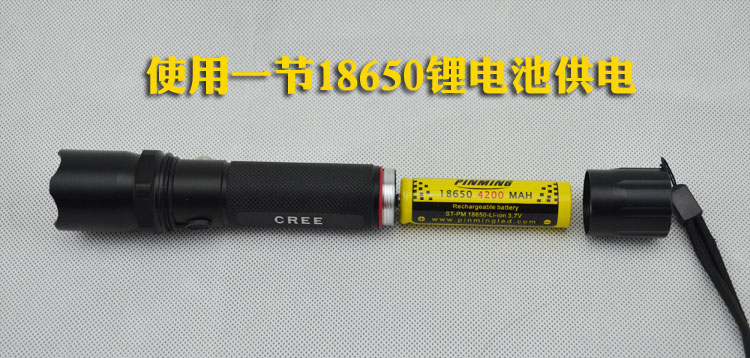 使用一节18650锂电池供电
CREE
PINMING
18650 4200 MAH
Rechargeable battery
ST-PM 18650-Li-ion 3.7V
www.pinmingled.com